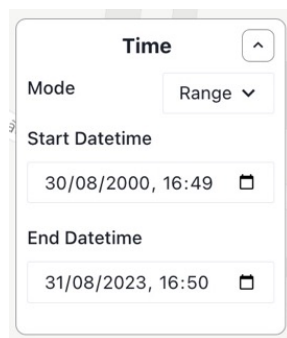 Time
Mode
Range
Start Datetime
30/08/2000, 16:49
End Datetime
31/08/2023, 16:50